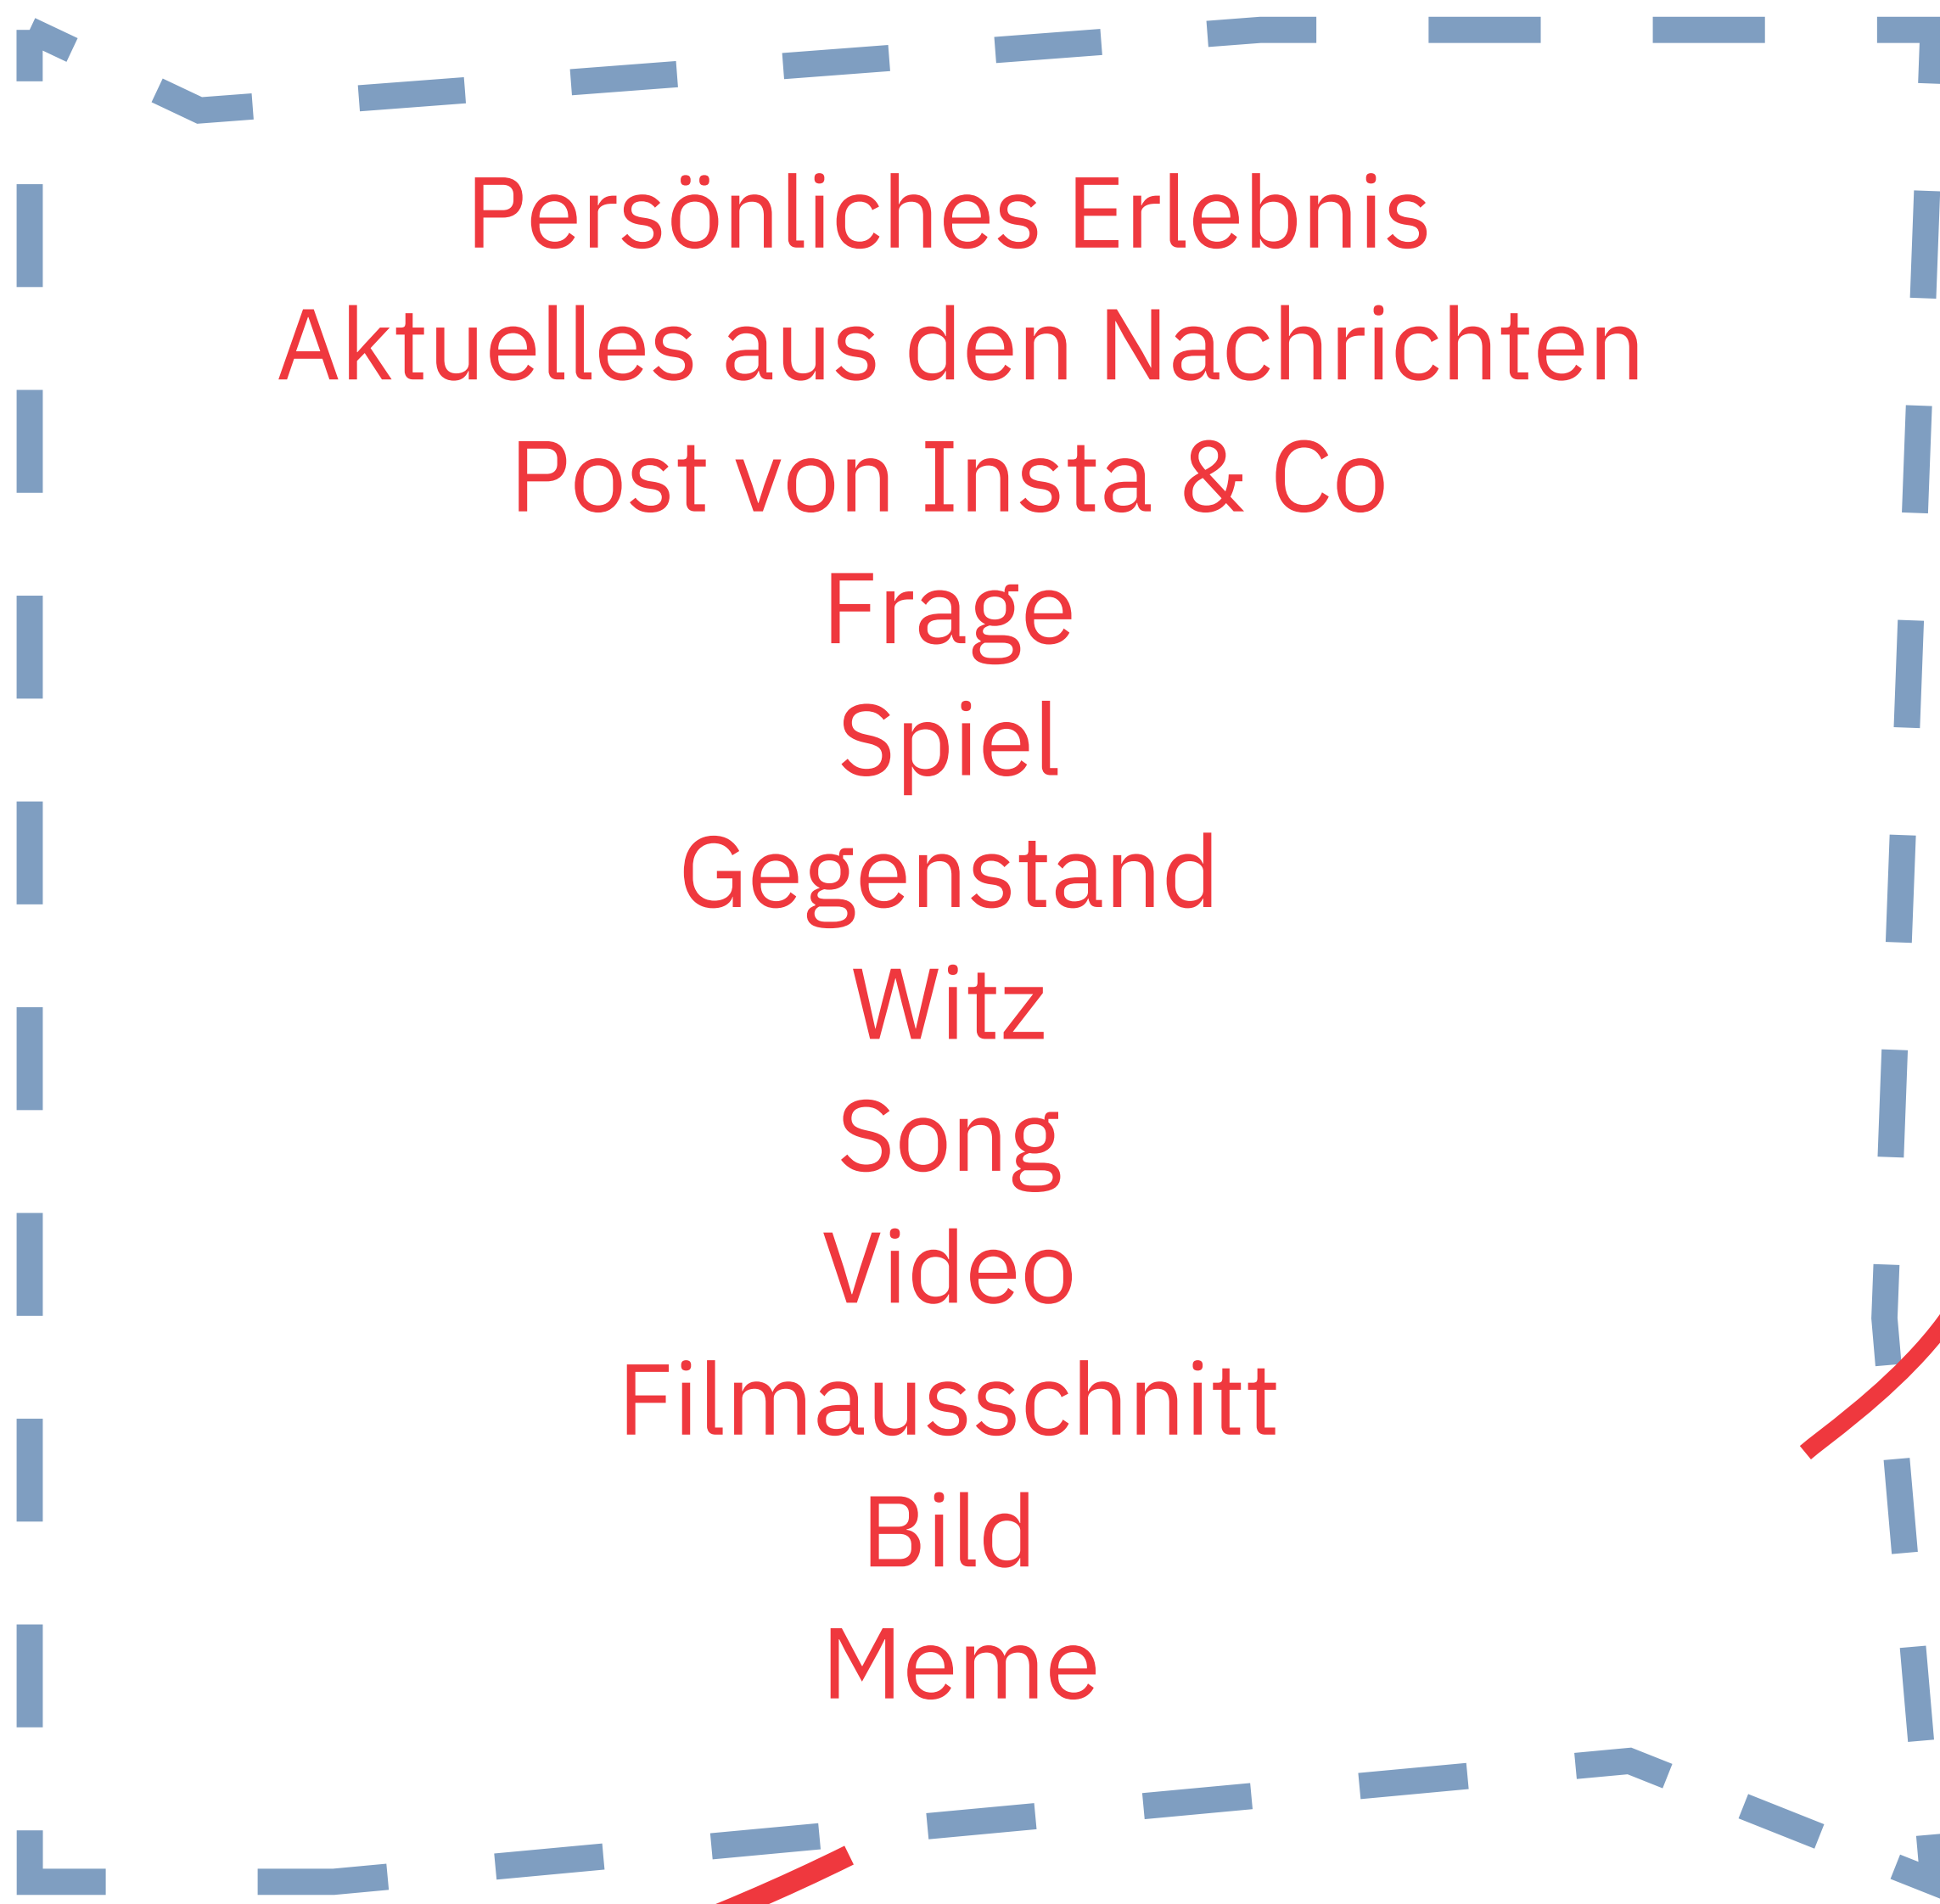 Persönliches Erlebnis
Aktuelles aus den Nachrichten
Post von Insta & Co
Frage
Spiel
Gegenstand
Witz
Song
Video
Filmausschnitt
Bild
Meme